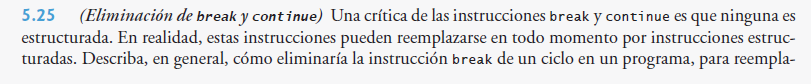 5.25 (Eliminación de break y continue) Una crítica de las instrucciones break y continue es que ninguna es
estructurada. En realidad, estas instrucciones pueden reemplazarse en todo momento por instrucciones estruc-
turadas. Describa, en general, cómo eliminaría la instrucción break de un ciclo en un programa, para reempla-